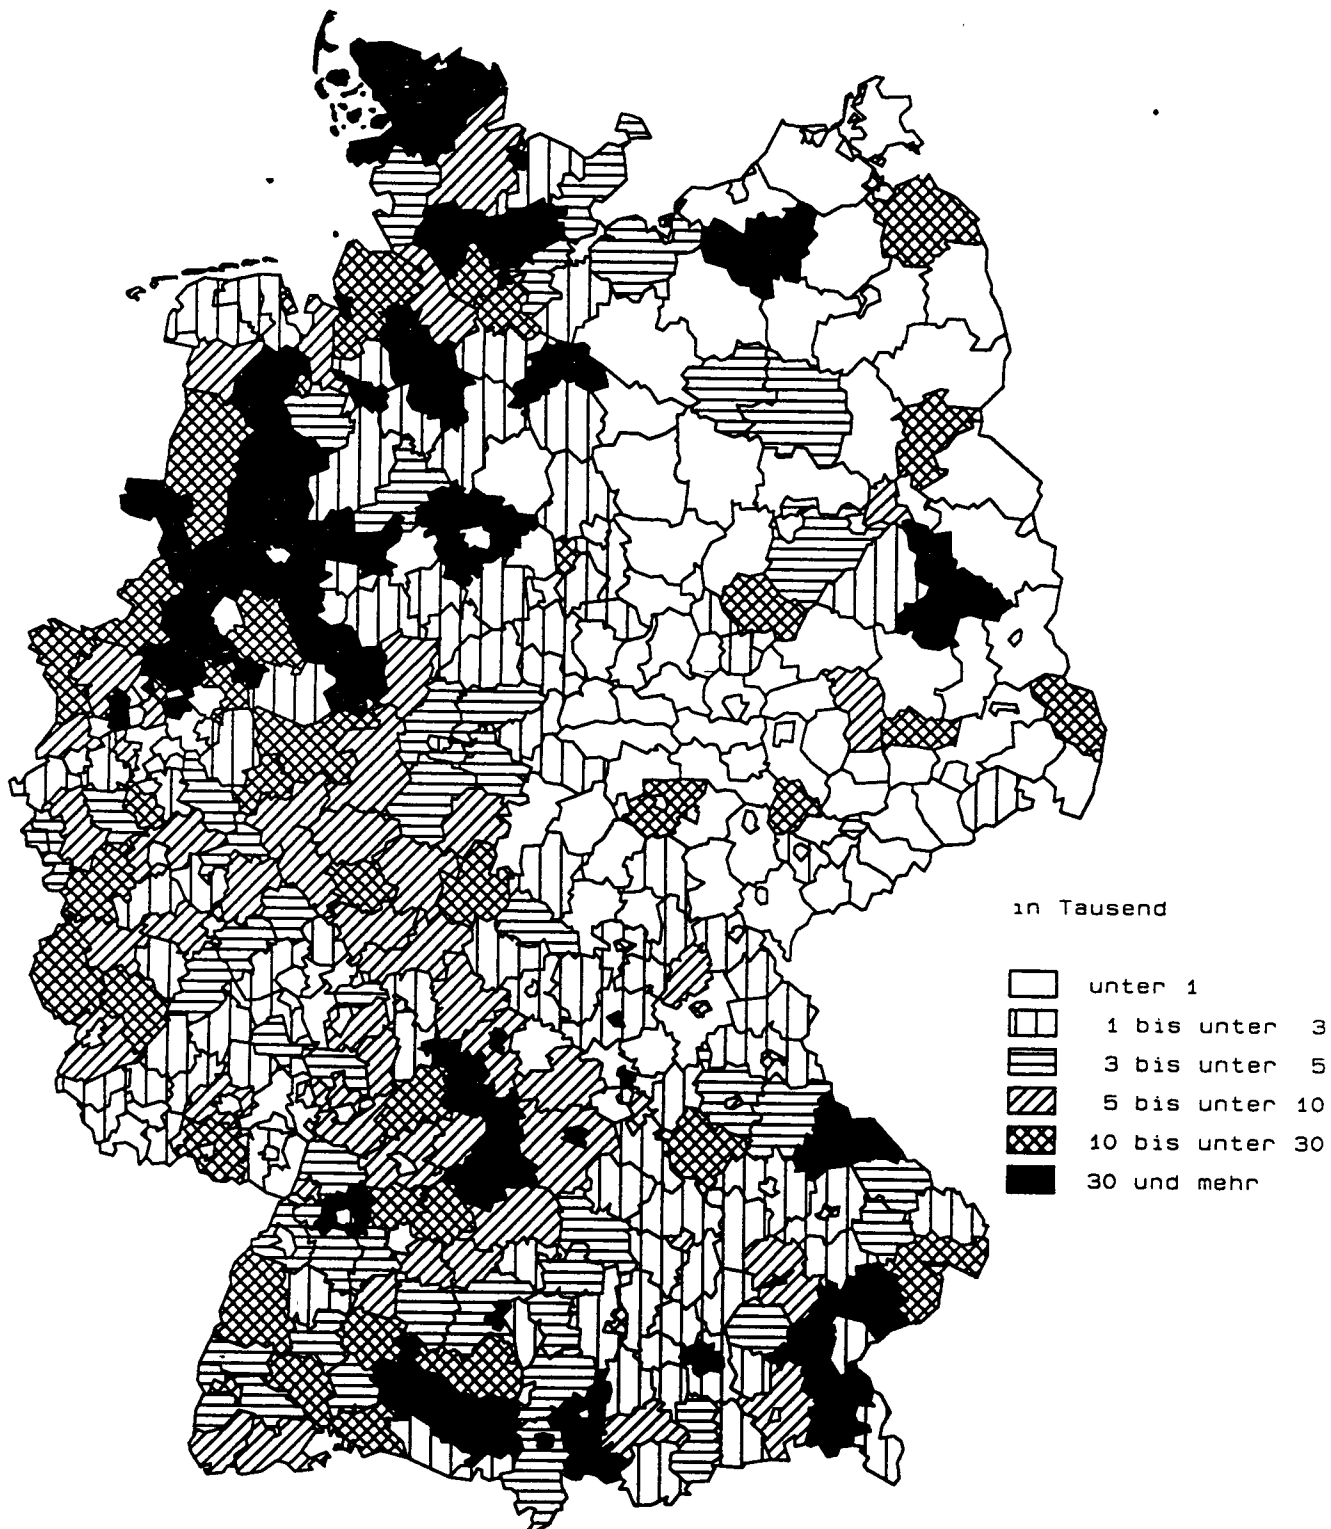 in Tausend
unter 1
1 bis unter 3
3 bis unter 5
5 bis unter 10
10 bis unter 30
30 und mehr